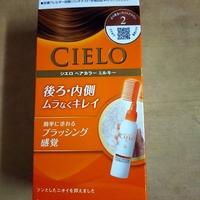 2
CIELO
シエロ ヘアカラー ミルキー
後ろ・内側
ムラなくキレイ
簡単に塗れる
ブラッシング
感覚
CIELO
ツンとしたニオイを抑えました